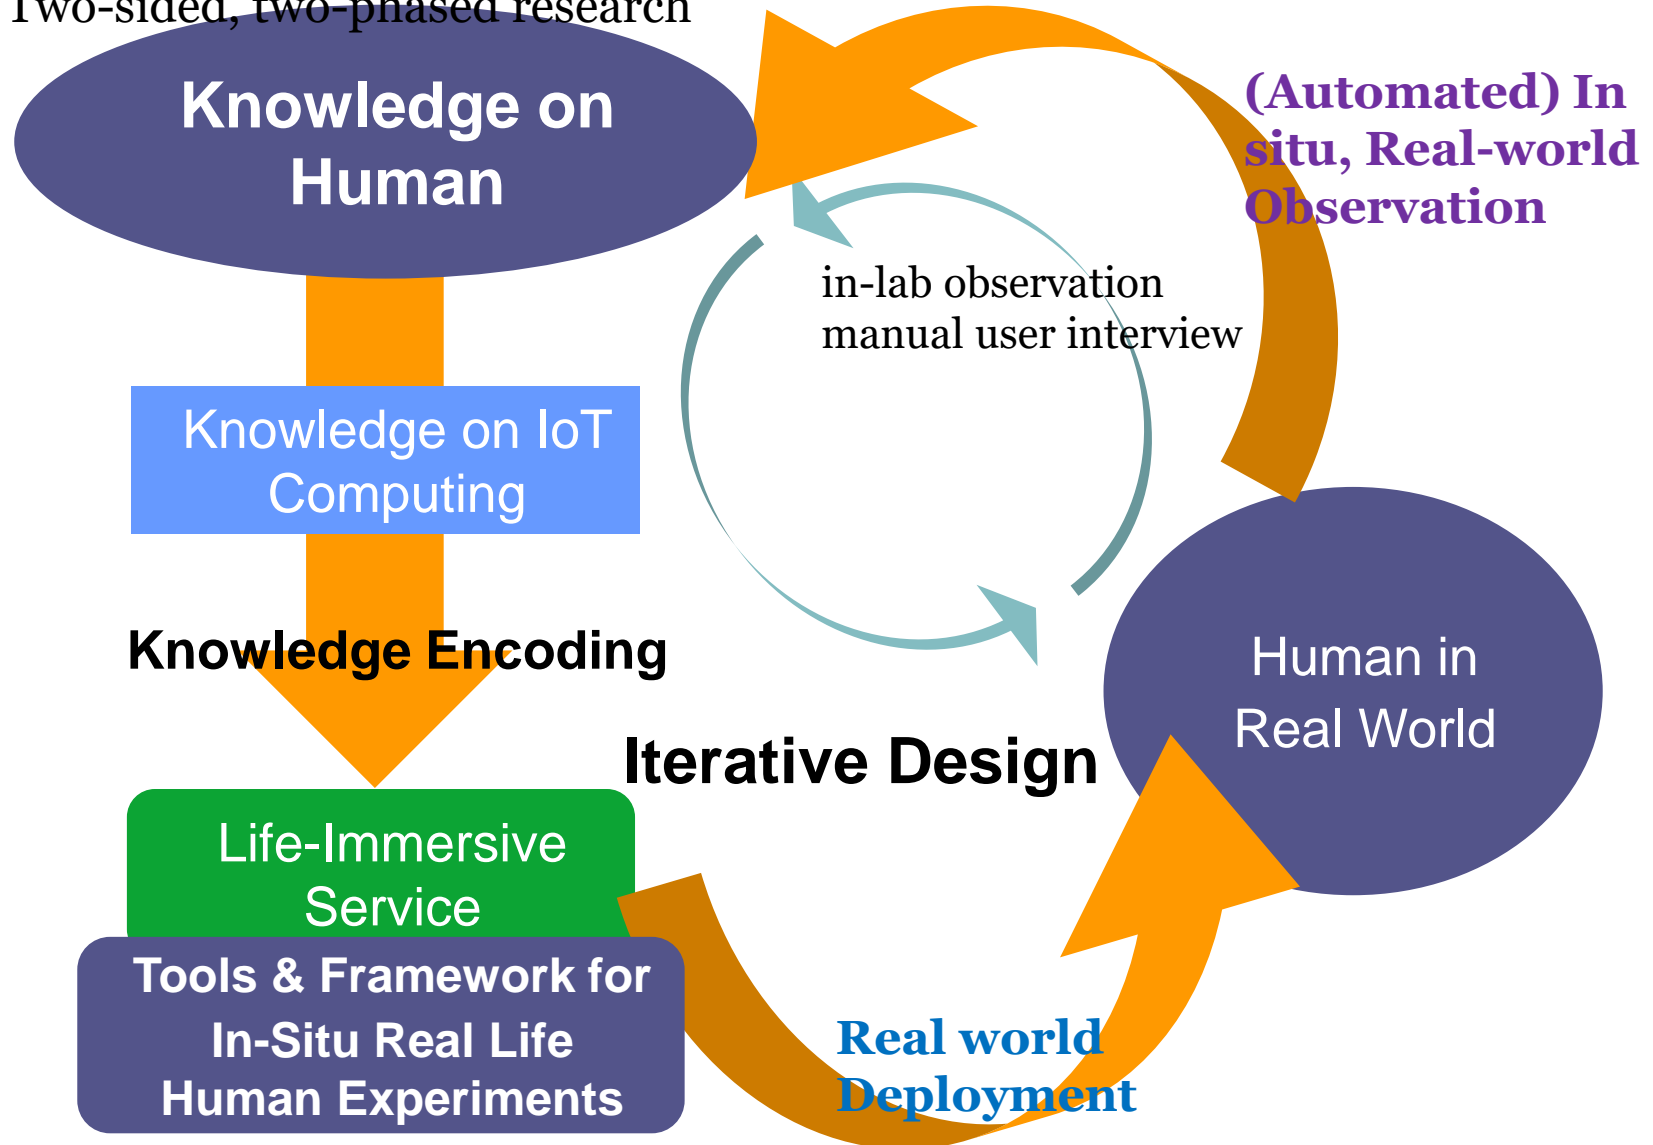 Two-sided, two-phased research
Knowledge on
Human
(Automated) In
situ, Real-world
Observation
in-lab observation
manual user interview
Knowledge on IoT
Computing
Knowledge Encoding
Human in
Real World
Iterative Design
Life-Immersive
Service
Tools & Framework for
In-Situ Real Life
Human Experiments
Real world
Deployment